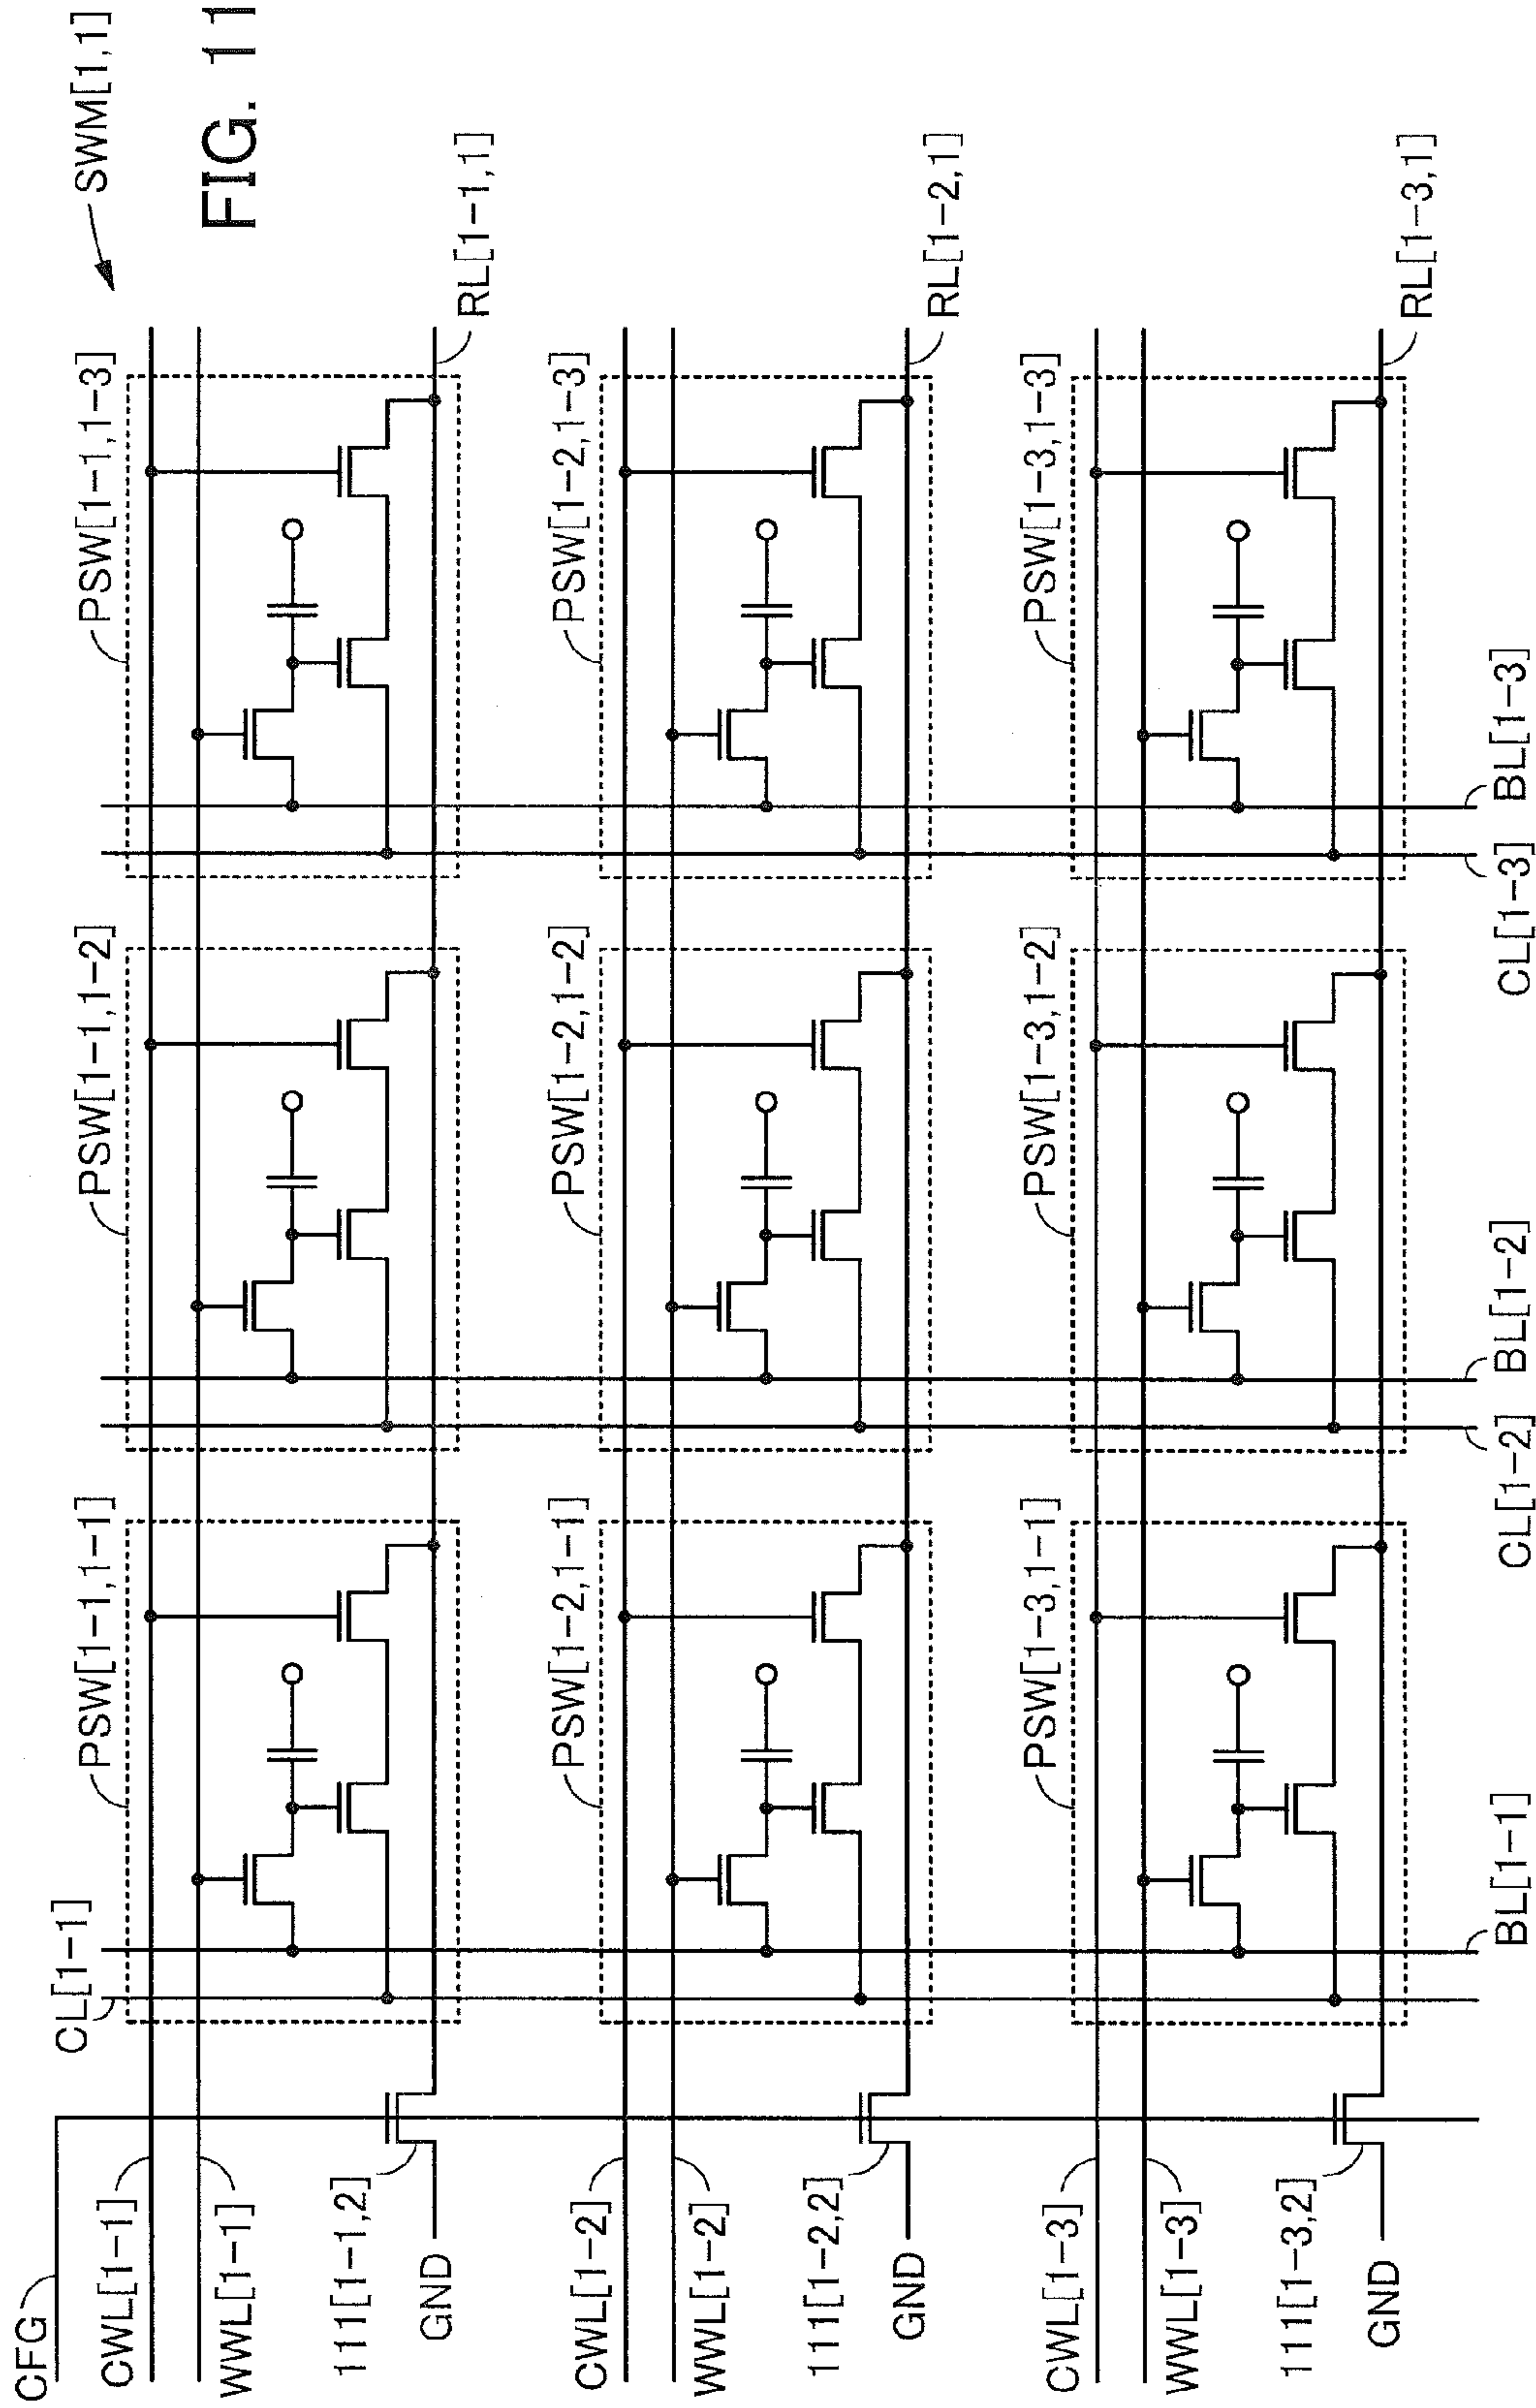 FIG. 11
SWM[1,1]
CFG
CL[1-1]
PSW[1-1,1-1]
PSW[1-1,1-2]
PSW[1-1,1-3]
CWL[1-1]
WWL[1-1]
111[1-1,2]
GND
RL[1-1,1]
PSW[1-2,1-1]
PSW[1-2,1-2]
PSW[1-2,1-3]
CWL[1-2]
WWL[1-2]
111[1-2,2]
GND
RL[1-2,1]
PSW[1-3,1-1]
PSW[1-3,1-2]
PSW[1-3,1-3]
CWL[1-3]
WWL[1-3]
111[1-3,2]
GND
RL[1-3,1]
BL[1-1]
CL[1-2]
BL[1-2]
CL[1-3]
BL[1-3]